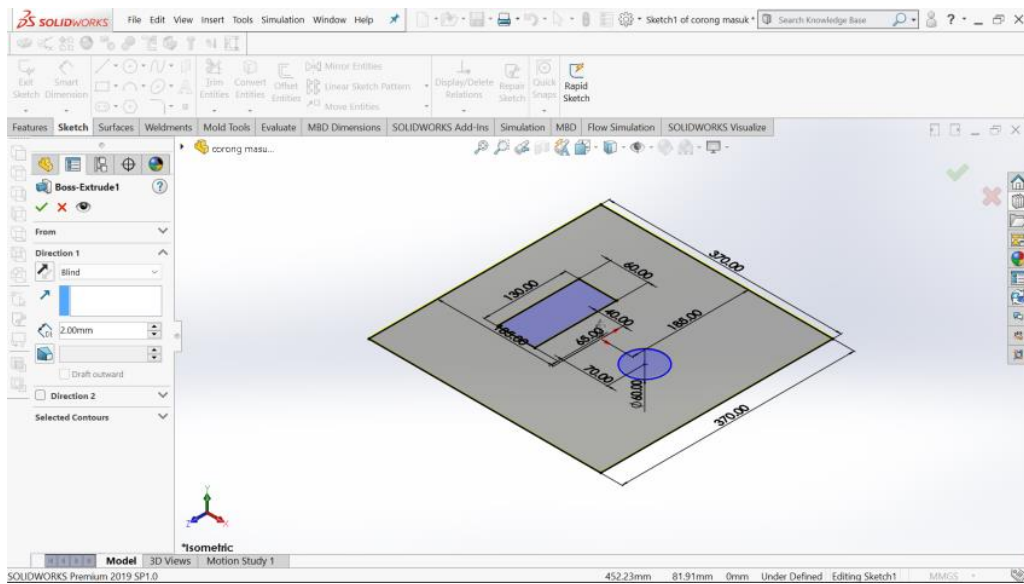 SOLIDWORKS File Edit View Insert Tools Simulation Window Help Sketch1 of corong masuk * Search Knowledge Base
Exit Sketch Smart Dimension Trim Entities Convert Entities Offset Entities Mirror Entities Linear Sketch Pattern Move Entities Display/Delete Relations Repair Sketch Quick Snaps Rapid Sketch
Features Sketch Surfaces Weldments Mold Tools Evaluate MBD Dimensions SOLIDWORKS Add-Ins Simulation MBD Flow Simulation SOLIDWORKS Visualize
corong masu...
Boss-Extrude1
From
Direction 1
Blind
2.00mm
Draft outward
Direction 2
Selected Contours
370.00
60.00
130.00
40.00
185.00
185.00
65.00
70.00
Ø60.00
370.00
Y
Z
X
*Isometric
Model 3D Views Motion Study 1
SOLIDWORKS Premium 2019 SP1.0 452.23mm 81.91mm 0mm Under Defined Editing Sketch1 MMGS